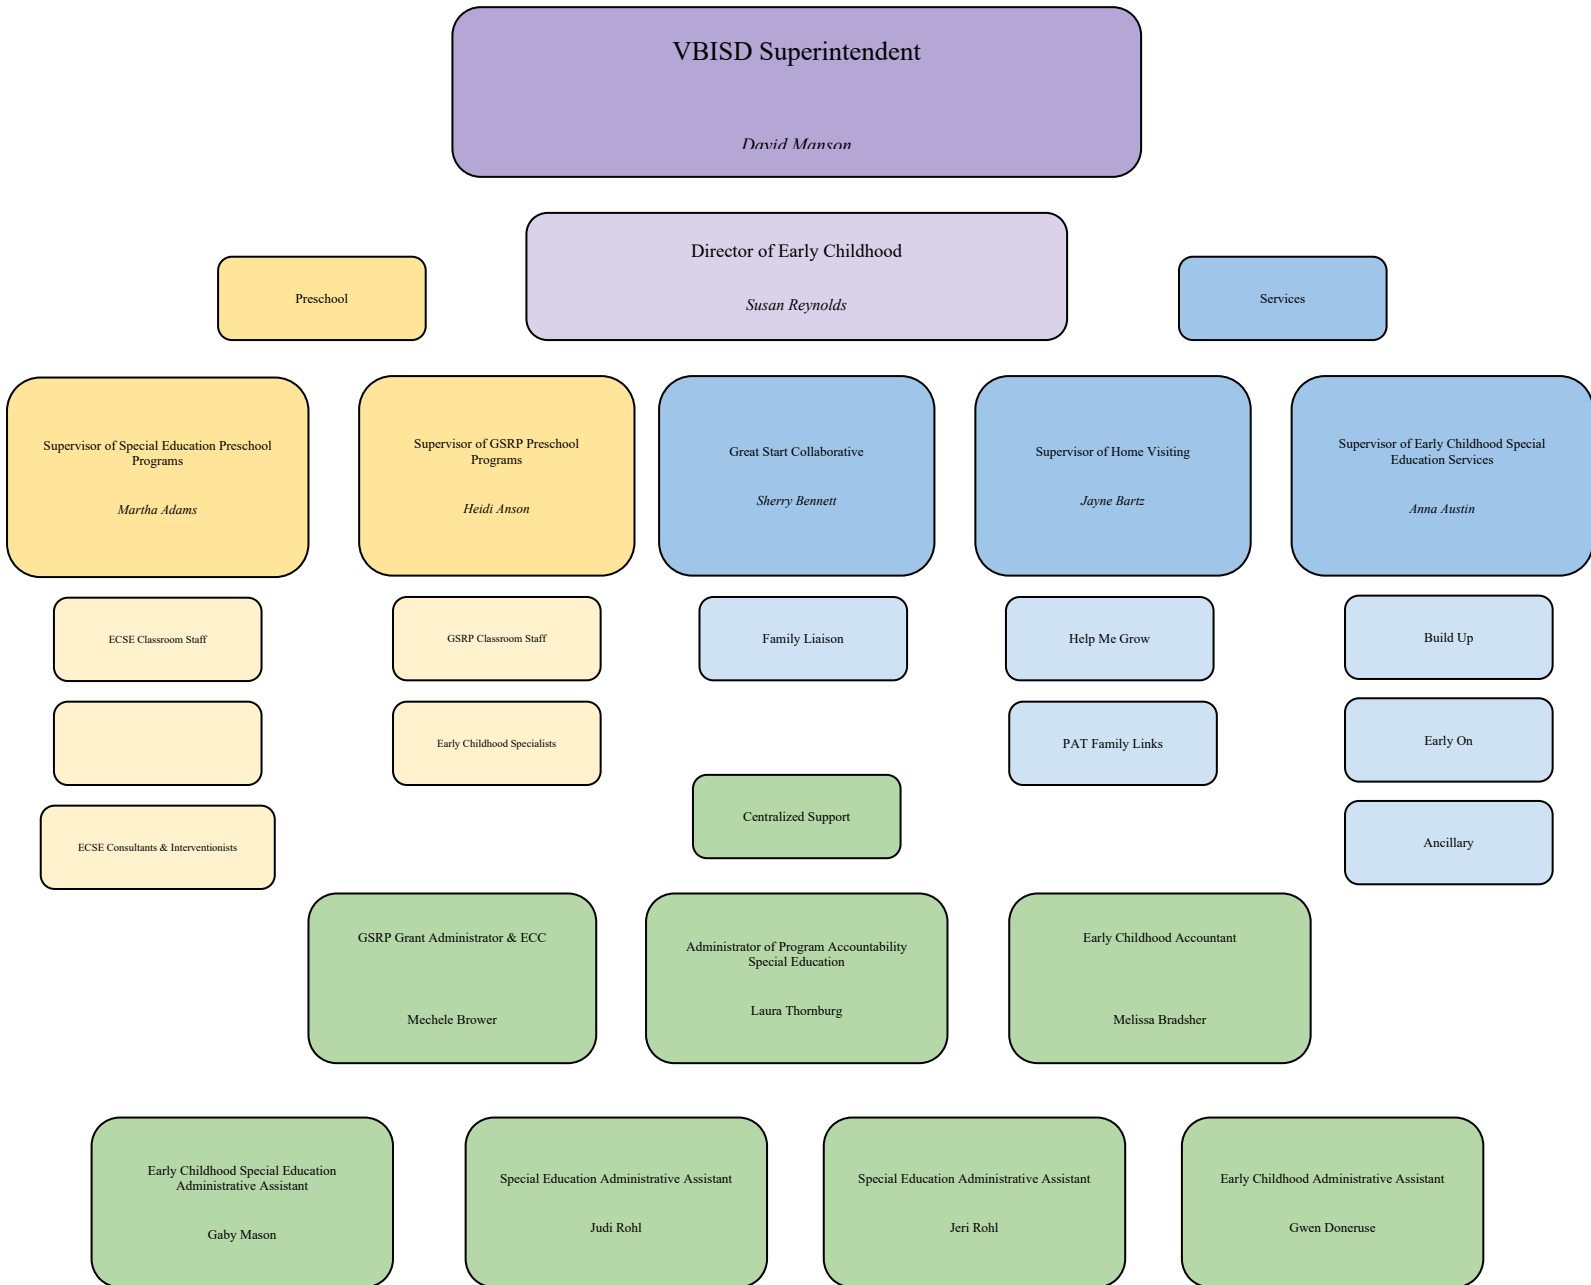 VBISD Superintendent
David Manson
Director of Early Childhood
Susan Reynolds
Preschool
Services
Supervisor of Special Education Preschool
Programs
Martha Adams
Supervisor of GSRP Preschool
Programs
Heidi Anson
Great Start Collaborative
Sherry Bennett
Supervisor of Home Visiting
Jayne Bartz
Supervisor of Early Childhood Special
Education Services
Anna Austin
ECSE Classroom Staff
GSRP Classroom Staff
Family Liaison
Help Me Grow
Build Up
Early Childhood Specialists
PAT Family Links
Early On
Centralized Support
ECSE Consultants & Interventionists
Ancillary
GSRP Grant Administrator & ECC
Mechele Brower
Administrator of Program Accountability
Special Education
Laura Thornburg
Early Childhood Accountant
Melissa Bradsher
Early Childhood Special Education
Administrative Assistant
Gaby Mason
Special Education Administrative Assistant
Judi Rohl
Special Education Administrative Assistant
Jeri Rohl
Early Childhood Administrative Assistant
Gwen Doneruse